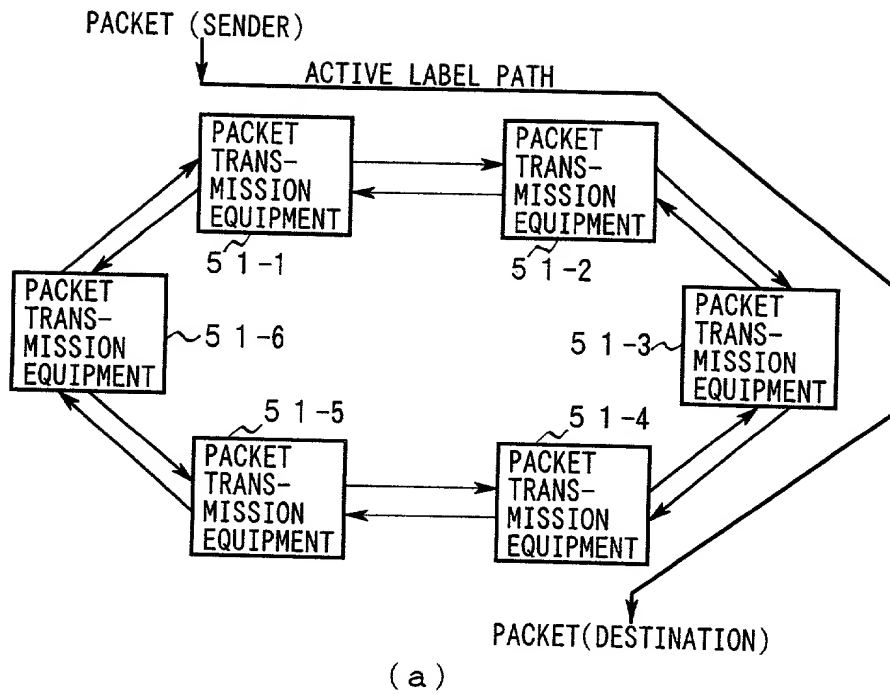 PACKET (SENDER)
ACTIVE LABEL PATH
PACKET
TRANS-
MISSION
EQUIPMENT
51-1
PACKET
TRANS-
MISSION
EQUIPMENT
51-2
PACKET
TRANS-
MISSION
EQUIPMENT
51-6
PACKET
TRANS-
MISSION
EQUIPMENT
51-3
51-5
PACKET
TRANS-
MISSION
EQUIPMENT
51-4
PACKET
TRANS-
MISSION
EQUIPMENT
PACKET(DESTINATION)
(a)